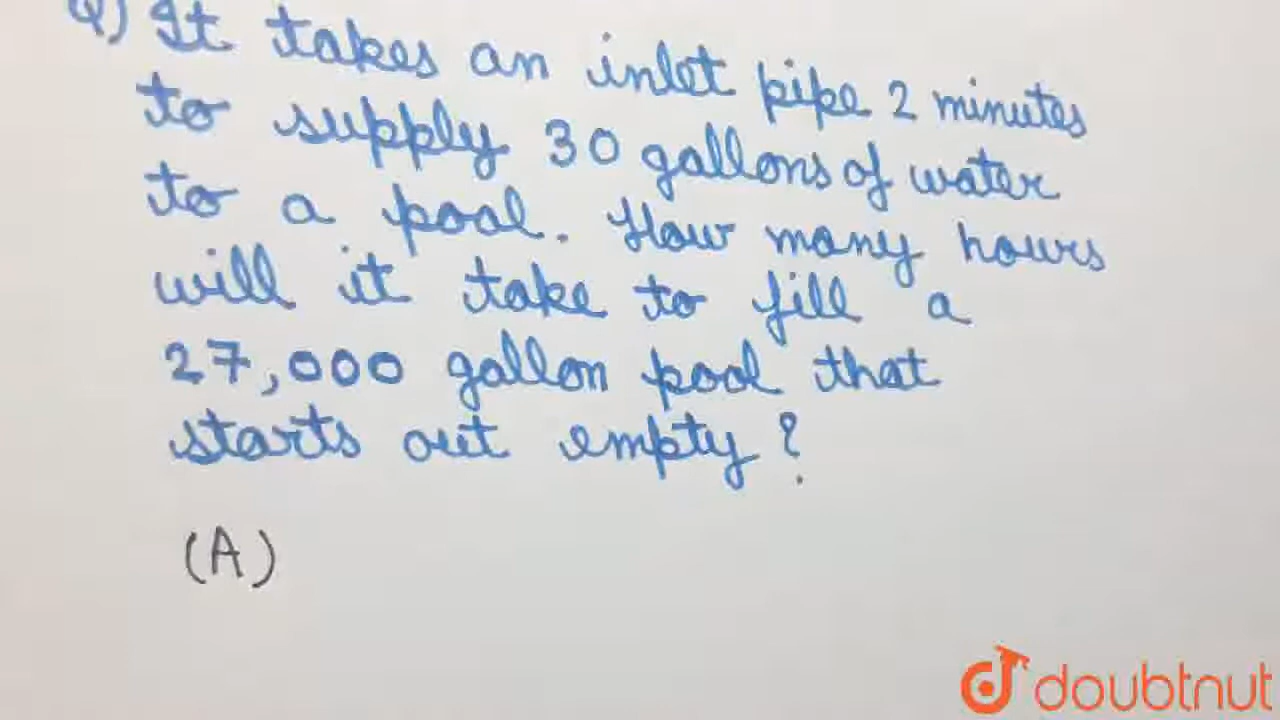 Q) It takes an inlet pipe 2 minutes
to supply 30 gallons of water
to a pool. How many hours
will it take to fill a
27,000 gallon pool that
starts out empty?
(A)
doubtnut